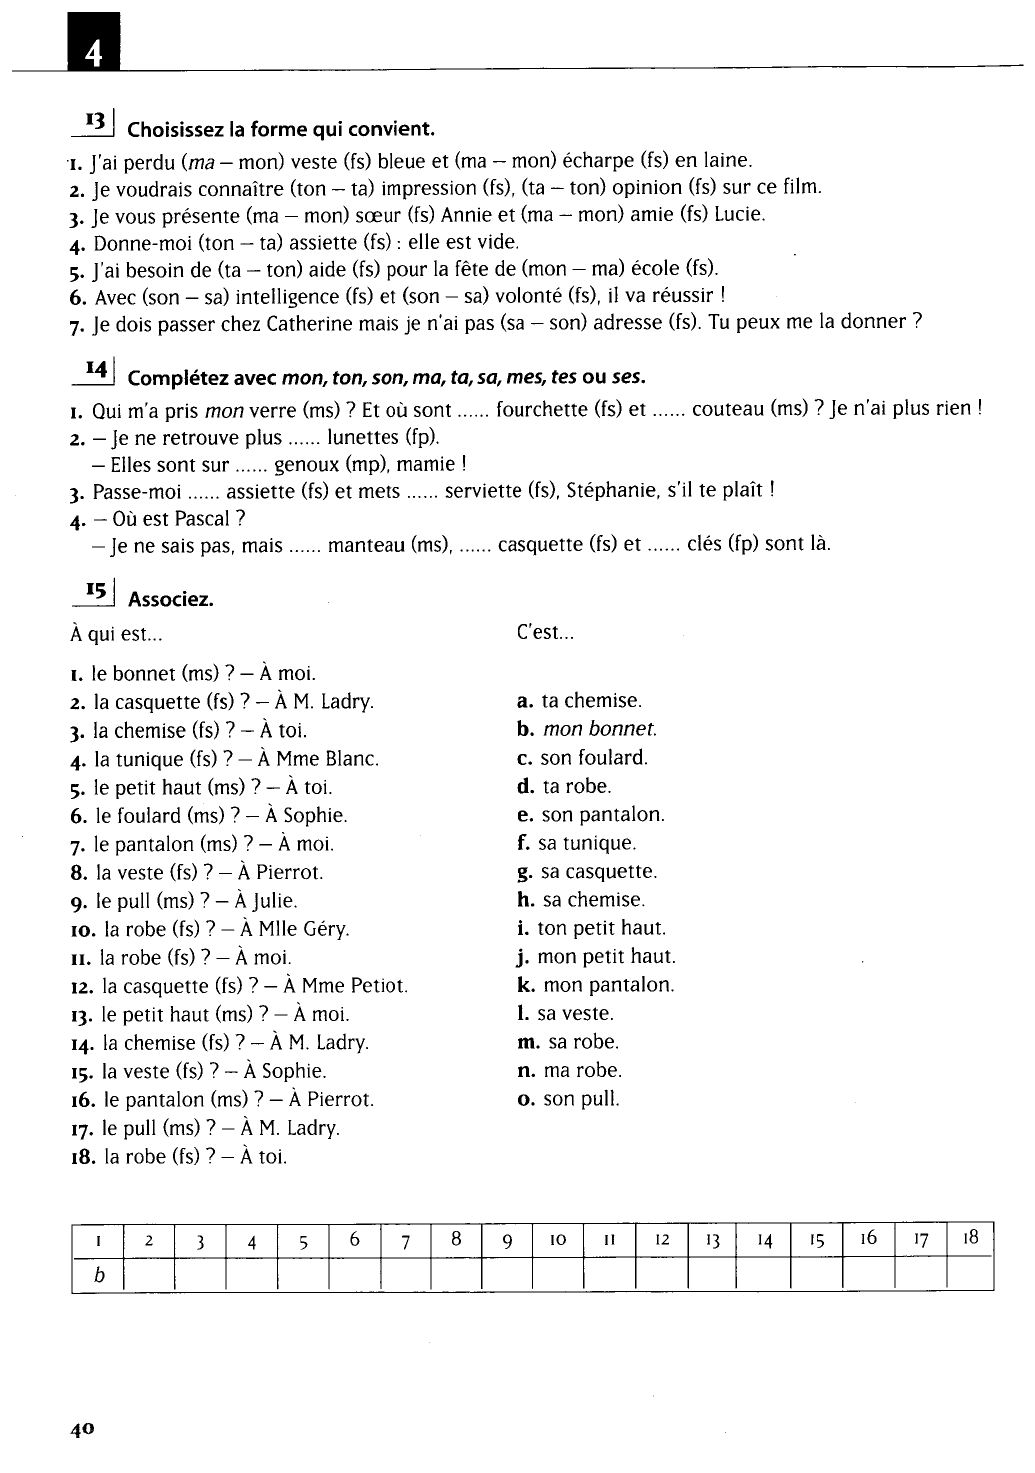 4
13 Choisissez la forme qui convient.
1. J'ai perdu (ma – mon) veste (fs) bleue et (ma – mon) écharpe (fs) en laine.
2. Je voudrais connaître (ton – ta) impression (fs), (ta – ton) opinion (fs) sur ce film.
3. Je vous présente (ma – mon) sœur (fs) Annie et (ma – mon) amie (fs) Lucie.
4. Donne-moi (ton – ta) assiette (fs) : elle est vide.
5. J'ai besoin de (ta – ton) aide (fs) pour la fête de (mon – ma) école (fs).
6. Avec (son – sa) intelligence (fs) et (son – sa) volonté (fs), il va réussir !
7. Je dois passer chez Catherine mais je n'ai pas (sa – son) adresse (fs). Tu peux me la donner ?
14 Complétez avec mon, ton, son, ma, ta, sa, mes, tes ou ses.
1. Qui m'a pris mon verre (ms) ? Et où sont ...... fourchette (fs) et ...... couteau (ms) ? Je n'ai plus rien !
2. – Je ne retrouve plus ...... lunettes (fp).
– Elles sont sur ...... genoux (mp), mamie !
3. Passe-moi ...... assiette (fs) et mets ...... serviette (fs), Stéphanie, s'il te plaît !
4. – Où est Pascal ?
– Je ne sais pas, mais ...... manteau (ms), ...... casquette (fs) et ...... clés (fp) sont là.
15 Associez.
À qui est...
1. le bonnet (ms) ? – À moi.
2. la casquette (fs) ? – À M. Ladry.
3. la chemise (fs) ? – À toi.
4. la tunique (fs) ? – À Mme Blanc.
5. le petit haut (ms) ? – À toi.
6. le foulard (ms) ? – À Sophie.
7. le pantalon (ms) ? – À moi.
8. la veste (fs) ? – À Pierrot.
9. le pull (ms) ? – À Julie.
10. la robe (fs) ? – À Mlle Géry.
11. la robe (fs) ? – À moi.
12. la casquette (fs) ? – À Mme Petiot.
13. le petit haut (ms) ? – À moi.
14. la chemise (fs) ? – À M. Ladry.
15. la veste (fs) ? – À Sophie.
16. le pantalon (ms) ? – À Pierrot.
17. le pull (ms) ? – À M. Ladry.
18. la robe (fs) ? – À toi.
C'est...
a. ta chemise.
b. mon bonnet.
c. son foulard.
d. ta robe.
e. son pantalon.
f. sa tunique.
g. sa casquette.
h. sa chemise.
i. ton petit haut.
j. mon petit haut.
k. mon pantalon.
l. sa veste.
m. sa robe.
n. ma robe.
o. son pull.
1 2 3 4 5 6 7 8 9 10 11 12 13 14 15 16 17 18
b
40